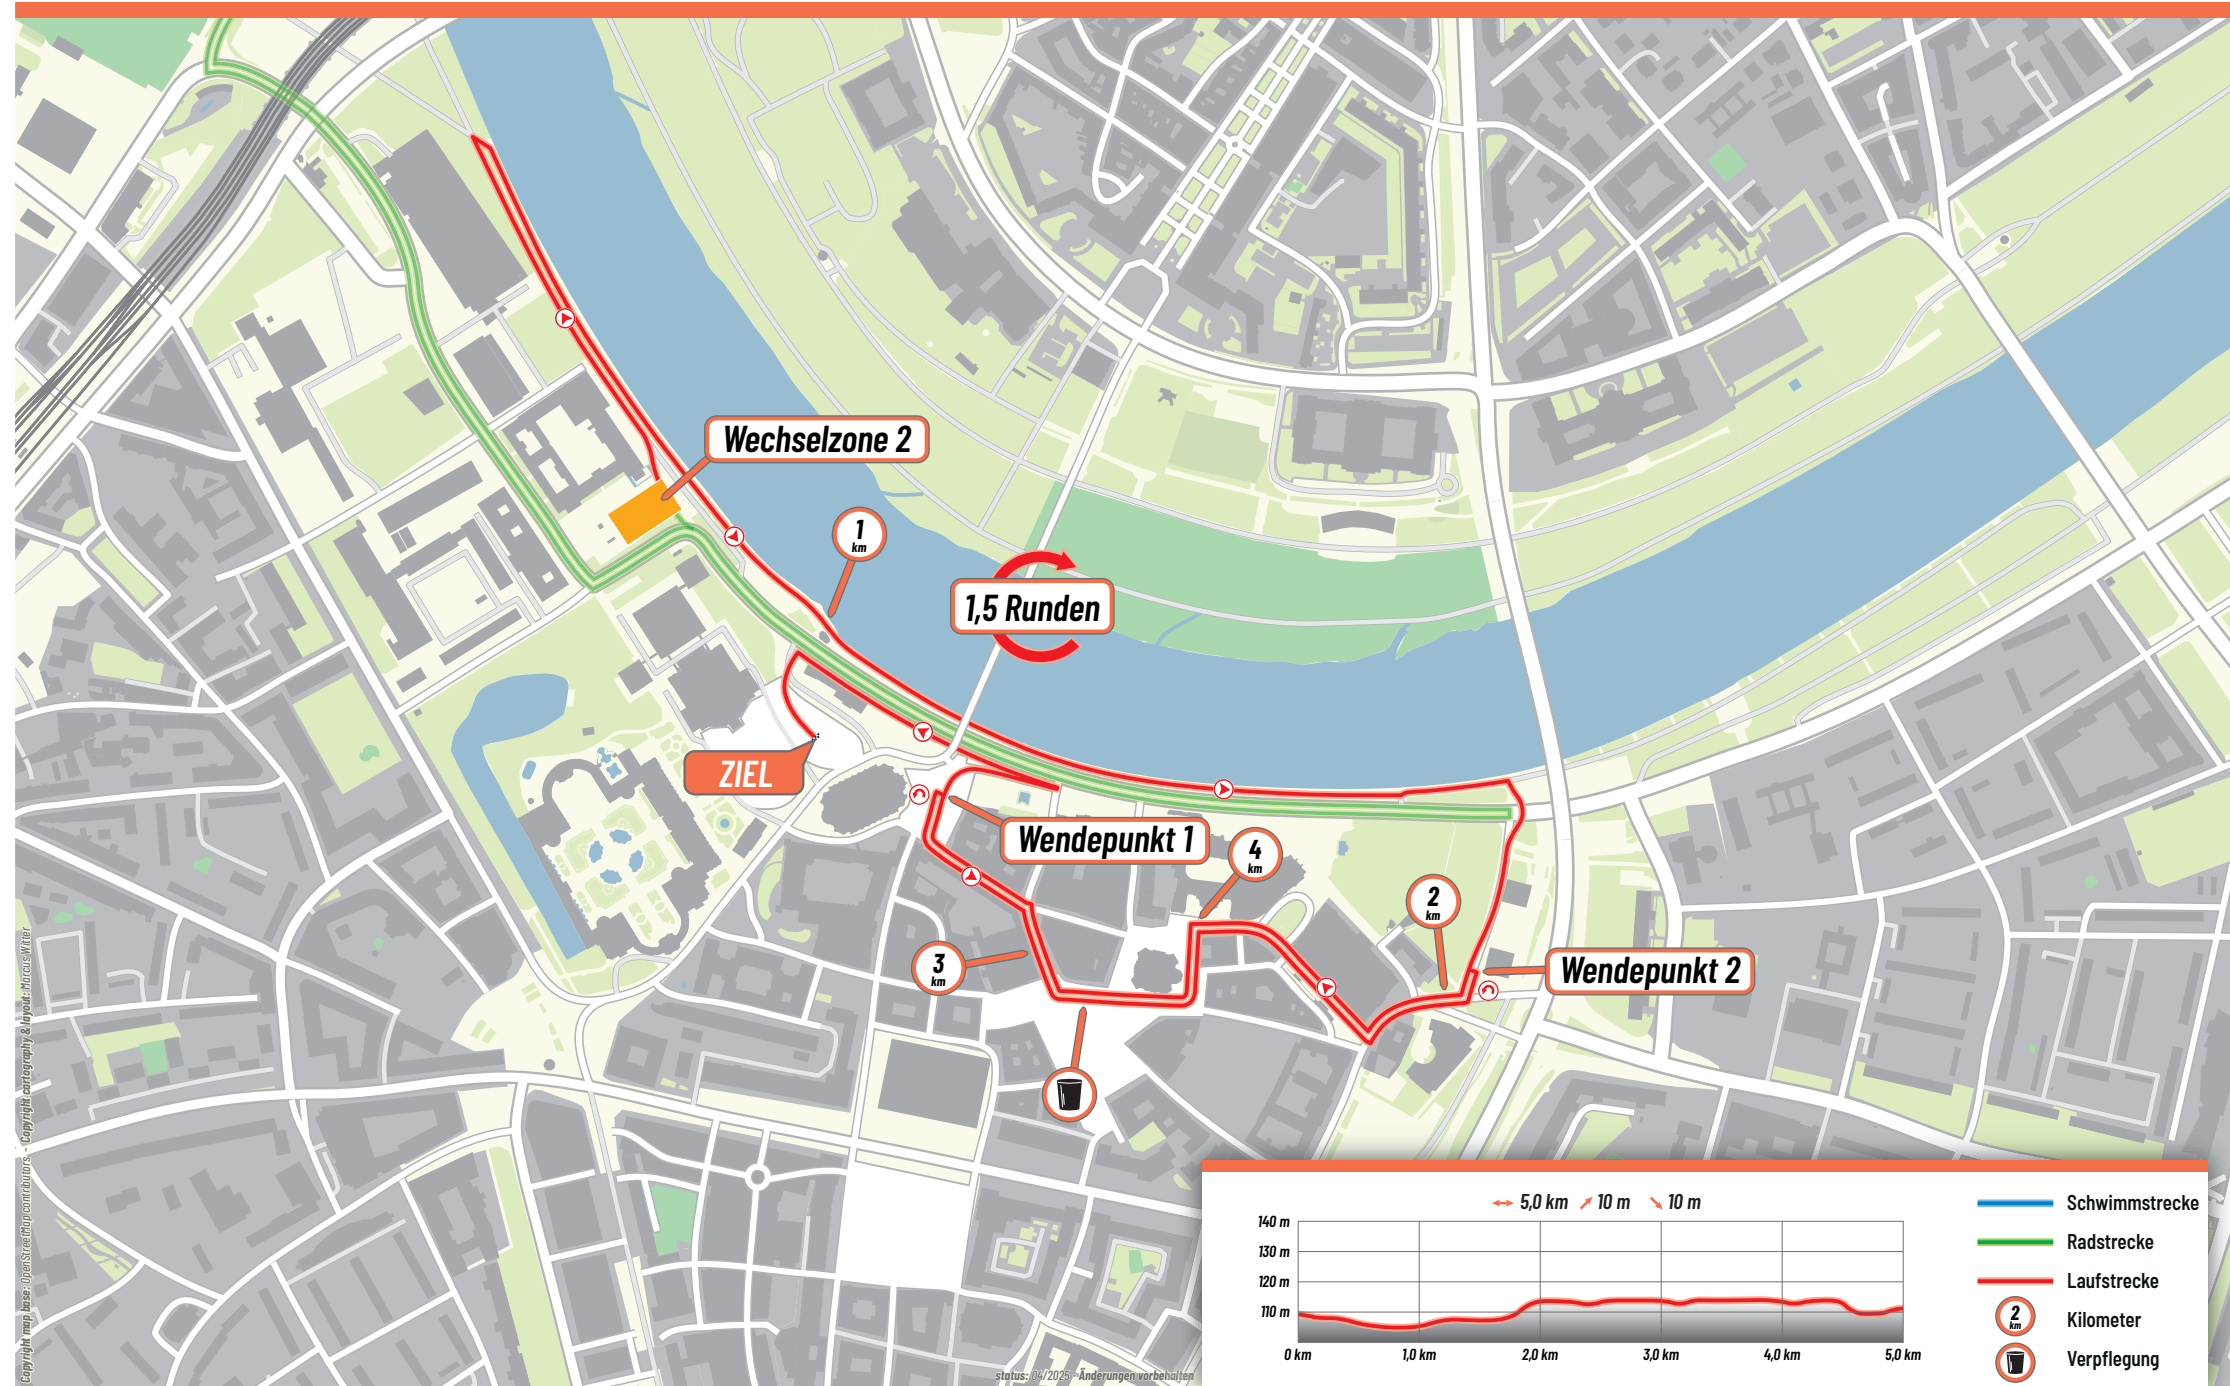 Wechselzone 2
1
km
1,5 Runden
ZIEL
Wendepunkt 1
4
km
2
km
3
km
Wendepunkt 2
5,0 km 10 m 10 m
140 m
130 m
120 m
110 m
0 km 1,0 km 2,0 km 3,0 km 4,0 km 5,0 km
Schwimmstrecke
Radstrecke
Laufstrecke
2
km
Kilometer
Verpflegung
status: 04/2025 - Änderungen vorbehalten
Copyright map base: OpenStreetMap contributors - Copyright cartography & layout: Marcus Witter